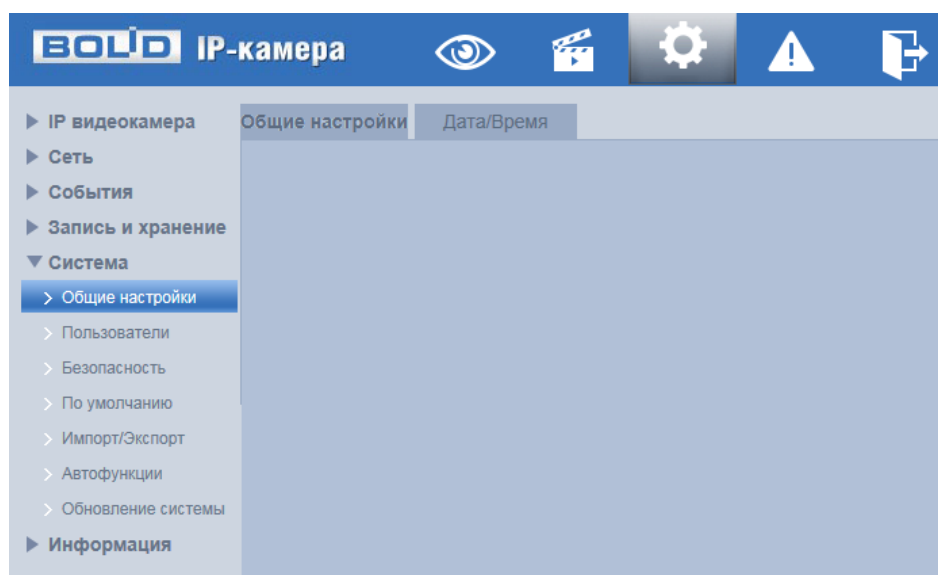 BOLID IP-камера
Общие настройки Дата/Время
IP видеокамера
Сеть
События
Запись и хранение
Система
Общие настройки
Пользователи
Безопасность
По умолчанию
Импорт/Экспорт
Автофункции
Обновление системы
Информация